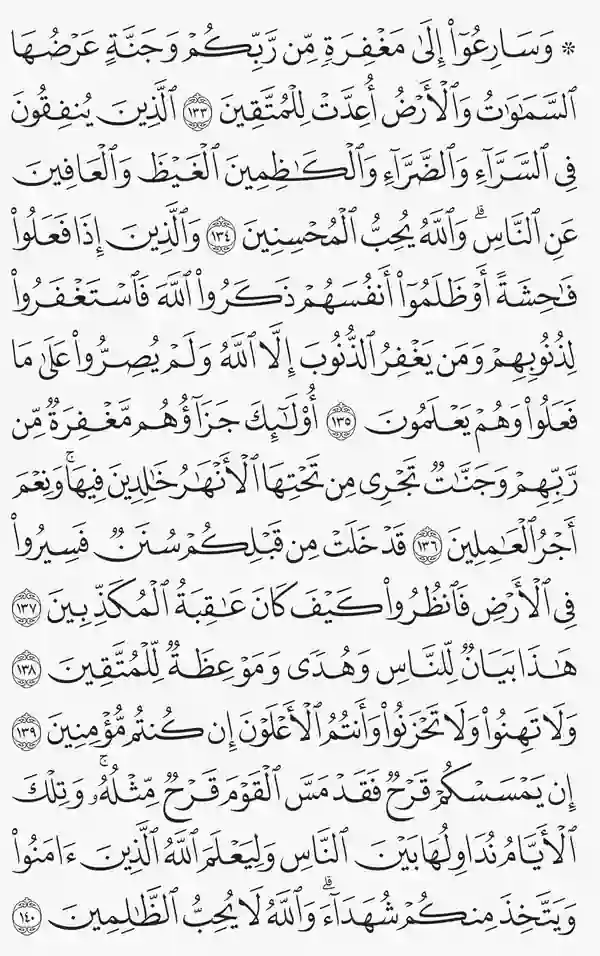 ۞ وَسَارِعُوٓا۟ إِلَىٰ مَغْفِرَةٍ مِّن رَّبِّكُمْ وَجَنَّةٍ عَرْضُهَا
ٱلسَّمَـٰوَٰتُ وَٱلْأَرْضُ أُعِدَّتْ لِلْمُتَّقِينَ ١٣٣ ٱلَّذِينَ يُنفِقُونَ
فِى ٱلسَّرَّآءِ وَٱلضَّرَّآءِ وَٱلْكَـٰظِمِينَ ٱلْغَيْظَ وَٱلْعَافِينَ
عَنِ ٱلنَّاسِ ۗ وَٱللَّهُ يُحِبُّ ٱلْمُحْسِنِينَ ١٣٤ وَٱلَّذِينَ إِذَا فَعَلُوا۟
فَـٰحِشَةً أَوْ ظَلَمُوٓا۟ أَنفُسَهُمْ ذَكَرُوا۟ ٱللَّهَ فَٱسْتَغْفَرُوا۟
لِذُنُوبِهِمْ وَمَن يَغْفِرُ ٱلذُّنُوبَ إِلَّا ٱللَّهُ وَلَمْ يُصِرُّوا۟ عَلَىٰ مَا
فَعَلُوا۟ وَهُمْ يَعْلَمُونَ ١٣٥ أُو۟لَـٰٓئِكَ جَزَآؤُهُم مَّغْفِرَةٌ مِّن
رَّبِّهِمْ وَجَنَّـٰتٌ تَجْرِى مِن تَحْتِهَا ٱلْأَنْهَـٰرُ خَـٰلِدِينَ فِيهَا ۚ وَنِعْمَ
أَجْرُ ٱلْعَـٰمِلِينَ ١٣٦ قَدْ خَلَتْ مِن قَبْلِكُمْ سُنَنٌ فَسِيرُوا۟
فِى ٱلْأَرْضِ فَٱنظُرُوا۟ كَيْفَ كَانَ عَـٰقِبَةُ ٱلْمُكَذِّبِينَ ١٣٧
هَـٰذَا بَيَانٌ لِّلنَّاسِ وَهُدًى وَمَوْعِظَةٌ لِّلْمُتَّقِينَ ١٣٨
وَلَا تَهِنُوا۟ وَلَا تَحْزَنُوا۟ وَأَنتُمُ ٱلْأَعْلَوْنَ إِن كُنتُم مُّؤْمِنِينَ ١٣٩
إِن يَمْسَسْكُمْ قَرْحٌ فَقَدْ مَسَّ ٱلْقَوْمَ قَرْحٌ مِّثْلُهُۥ ۚ وَتِلْكَ
ٱلْأَيَّامُ نُدَاوِلُهَا بَيْنَ ٱلنَّاسِ وَلِيَعْلَمَ ٱللَّهُ ٱلَّذِينَ ءَامَنُوا۟
وَيَتَّخِذَ مِنكُمْ شُهَدَآءَ ۗ وَٱللَّهُ لَا يُحِبُّ ٱلظَّـٰلِمِينَ ١٤٠